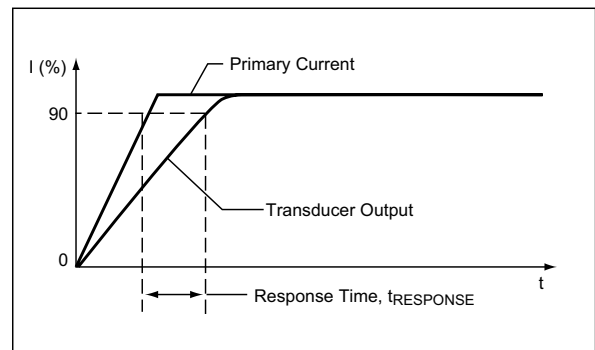 I (%)
Primary Current
90
Transducer Output
0
t
Response Time, tRESPONSE